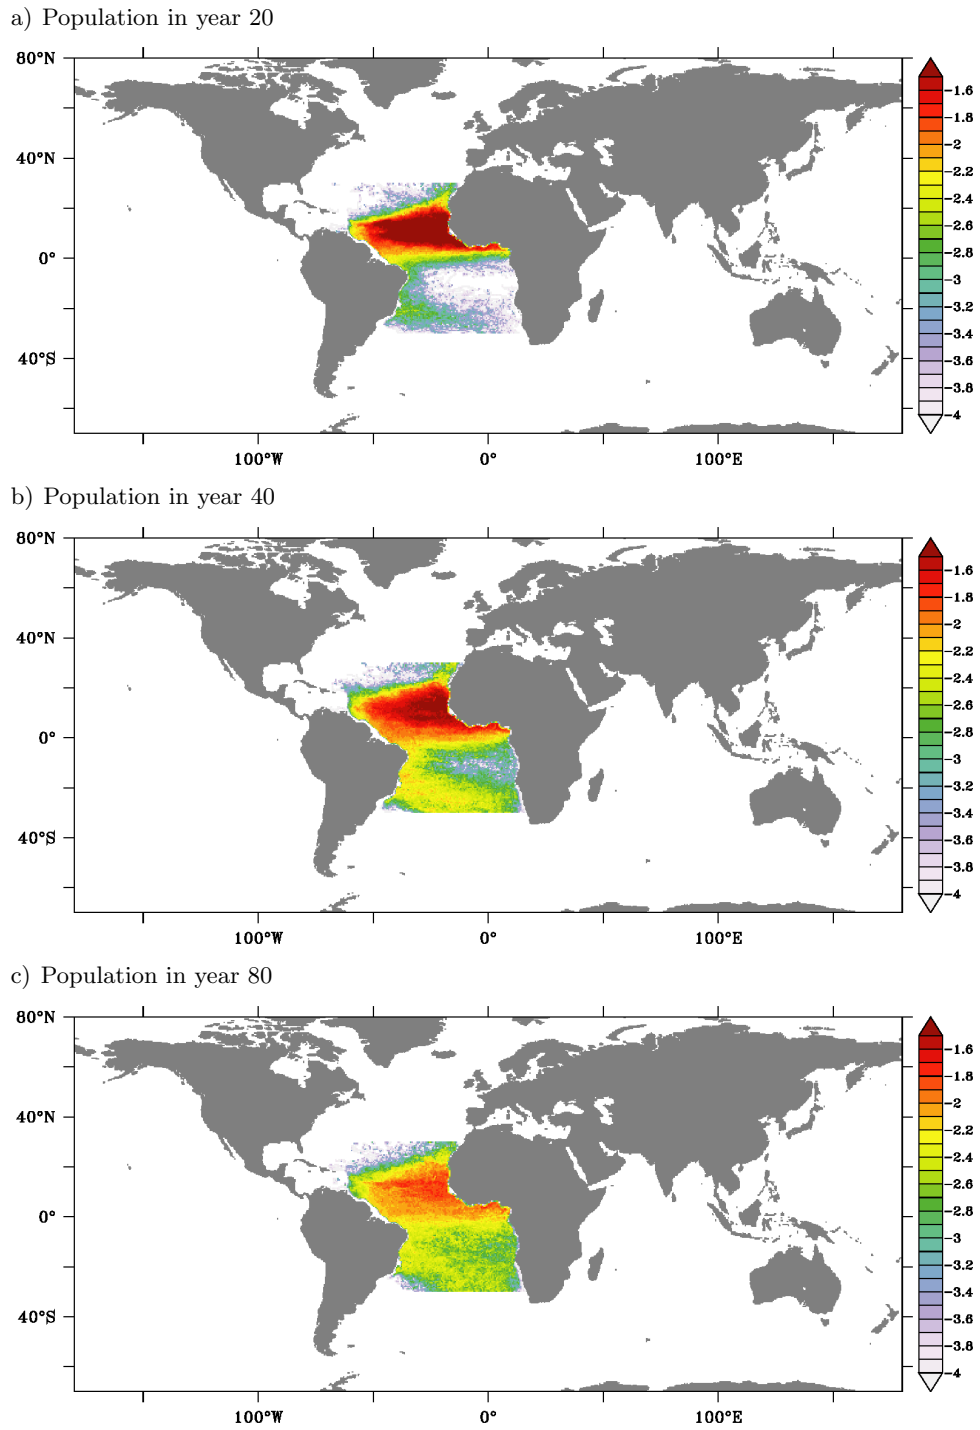 a) Population in year 20
80°N
40°N
0°
40°S
100°W 0° 100°E
-1.6
-1.8
-2
-2.2
-2.4
-2.6
-2.8
-3
-3.2
-3.4
-3.6
-3.8
-4
b) Population in year 40
80°N
40°N
0°
40°S
100°W 0° 100°E
-1.6
-1.8
-2
-2.2
-2.4
-2.6
-2.8
-3
-3.2
-3.4
-3.6
-3.8
-4
c) Population in year 80
80°N
40°N
0°
40°S
100°W 0° 100°E
-1.6
-1.8
-2
-2.2
-2.4
-2.6
-2.8
-3
-3.2
-3.4
-3.6
-3.8
-4